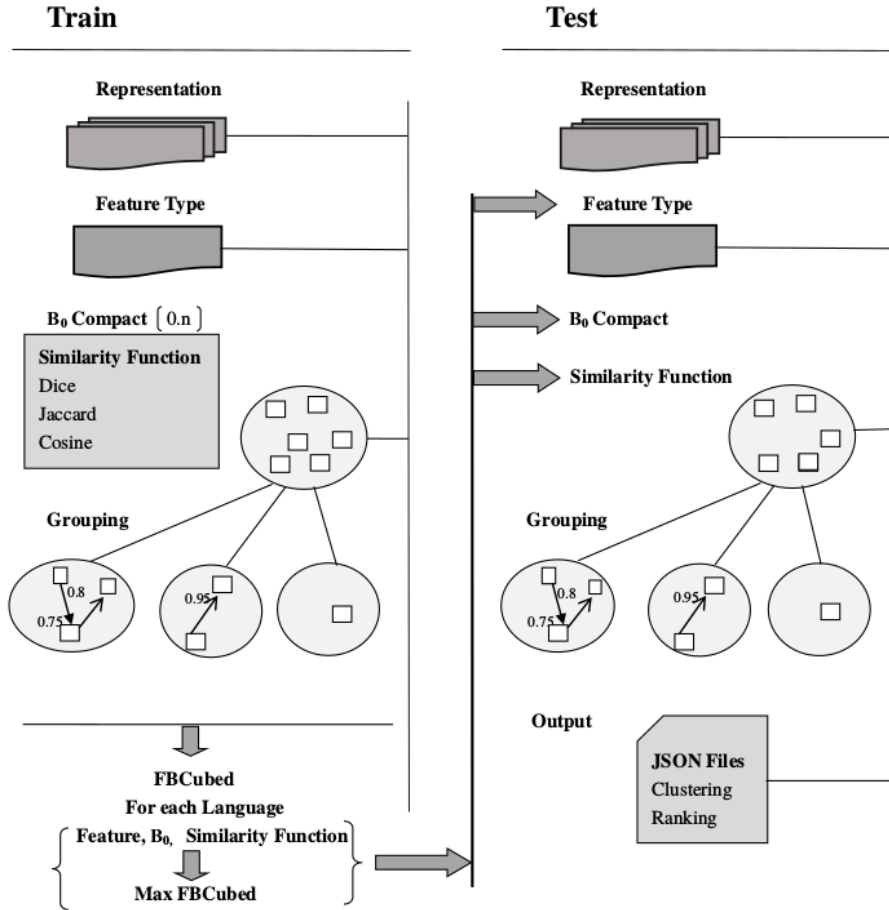 Train
Representation
Feature Type
B₀ Compact [0.n]
Similarity Function
Dice
Jaccard
Cosine
Grouping
0.8
0.75
0.95
FBCubed
For each Language
Feature, B₀, Similarity Function
Max FBCubed
Test
Representation
Feature Type
B₀ Compact
Similarity Function
Grouping
0.8
0.75
0.95
Output
JSON Files
Clustering
Ranking